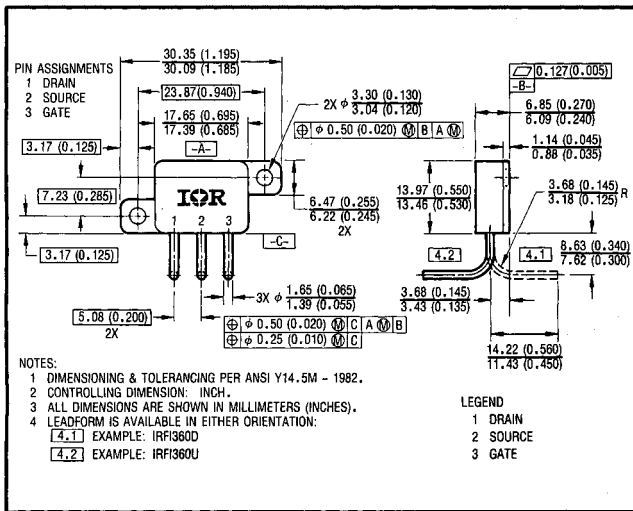 30.35 (1.195)
30.09 (1.185)
PIN ASSIGNMENTS
1 DRAIN
2 SOURCE
3 GATE
23.87(0.940)
17.65 (0.695)
17.39 (0.685)
3.17 (0.125)
-A-
2X ϕ 3.30 (0.130)
3.04 (0.120)
⌖ ϕ 0.50 (0.020) Ⓜ B A Ⓜ
7.23 (0.285)
IOR
1 2 3
6.47 (0.255)
6.22 (0.245)
2X
-C-
3.17 (0.125)
3X ϕ 1.65 (0.065)
1.39 (0.055)
5.08 (0.200)
2X
⌖ ϕ 0.50 (0.020) Ⓜ C A Ⓜ B
⌖ ϕ 0.25 (0.010) Ⓜ C
▱ 0.127(0.005)
-B-
6.85 (0.270)
6.09 (0.240)
1.14 (0.045)
0.88 (0.035)
13.97 (0.550)
13.46 (0.530)
3.68 (0.145)
3.18 (0.125) R
4.2
4.1
8.63 (0.340)
7.62 (0.300)
3.68 (0.145)
3.43 (0.135)
14.22 (0.560)
11.43 (0.450)
NOTES:
1 DIMENSIONING & TOLERANCING PER ANSI Y14.5M - 1982.
2 CONTROLLING DIMENSION: INCH.
3 ALL DIMENSIONS ARE SHOWN IN MILLIMETERS (INCHES).
4 LEADFORM IS AVAILABLE IN EITHER ORIENTATION:
4.1 EXAMPLE: IRFI360D
4.2 EXAMPLE: IRFI360U
LEGEND
1 DRAIN
2 SOURCE
3 GATE